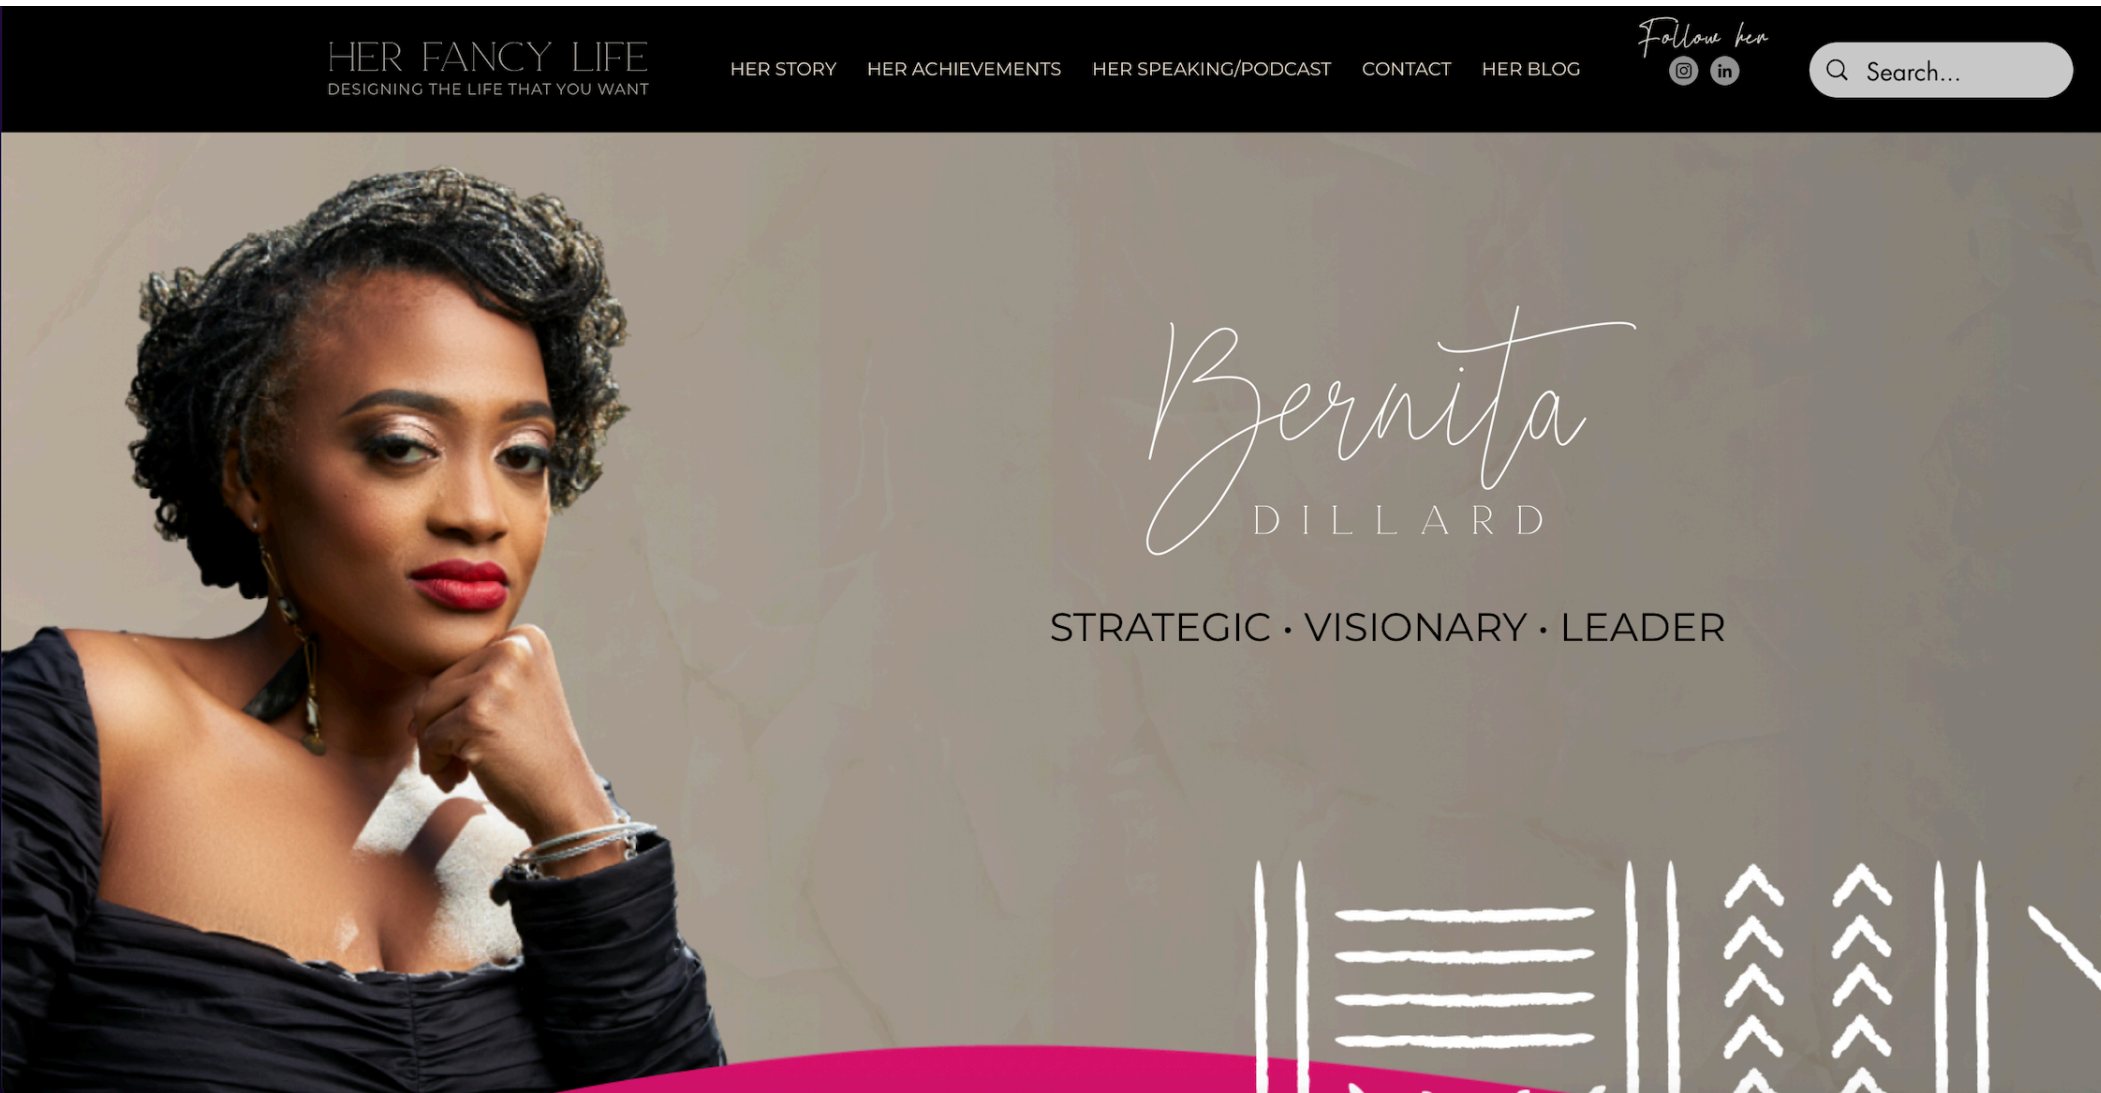 HER FANCY LIFE
DESIGNING THE LIFE THAT YOU WANT
HER STORY
HER ACHIEVEMENTS
HER SPEAKING/PODCAST
CONTACT
HER BLOG
Follow her
in
Search...
Bernita
DILLARD
STRATEGIC • VISIONARY • LEADER